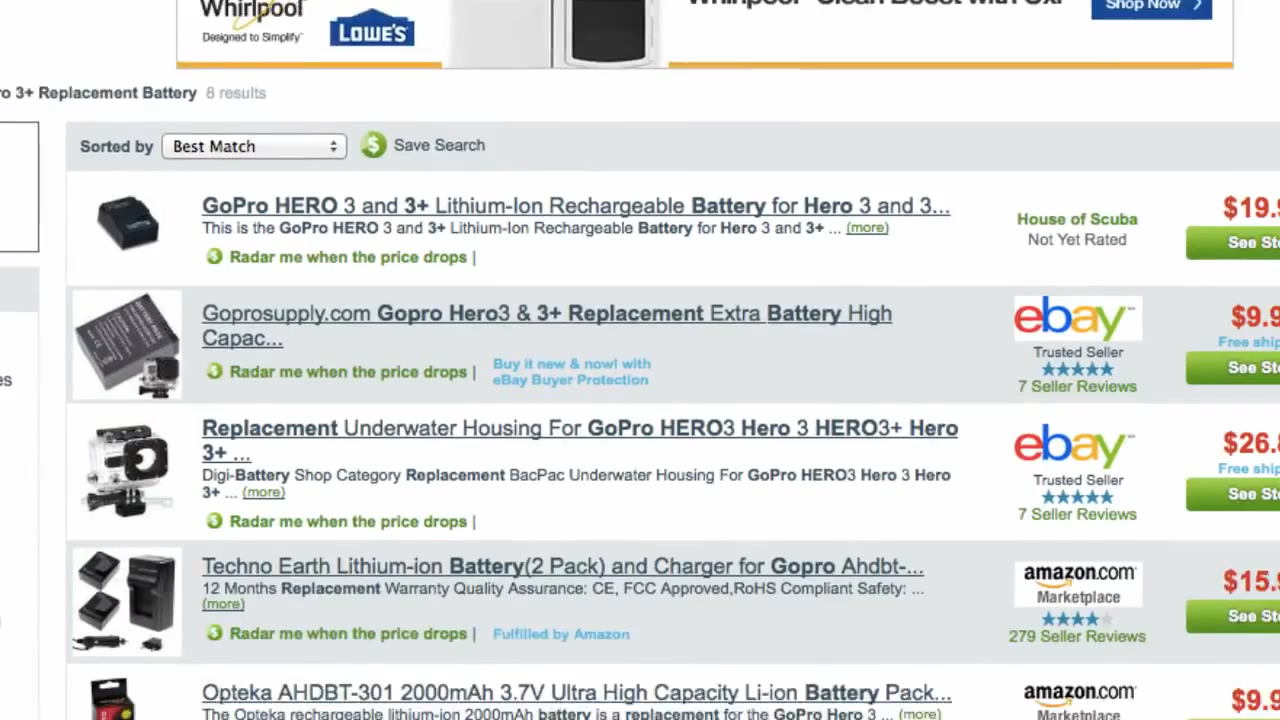 Whirlpool
Designed to Simplify
LOWE'S
Shop Now
3+ Replacement Battery 8 results
Sorted by Best Match Save Search
GoPro HERO 3 and 3+ Lithium-Ion Rechargeable Battery for Hero 3 and 3...
This is the GoPro HERO 3 and 3+ Lithium-Ion Rechargeable Battery for Hero 3 and 3+ ... (more)
Radar me when the price drops |
House of Scuba
Not Yet Rated
$19.
See
Goprosupply.com Gopro Hero3 & 3+ Replacement Extra Battery High
Capac...
Radar me when the price drops |
Buy it new & now! with
eBay Buyer Protection
ebay
Trusted Seller
7 Seller Reviews
$9.9
Free
See
Replacement Underwater Housing For GoPro HERO3 Hero 3 HERO3+ Hero
3+ ...
Digi-Battery Shop Category Replacement BacPac Underwater Housing For GoPro HERO3 Hero 3 Hero
3+ ... (more)
Radar me when the price drops |
ebay
Trusted Seller
7 Seller Reviews
$26.
Free
See
Techno Earth Lithium-ion Battery(2 Pack) and Charger for Gopro Ahdbt-...
12 Months Replacement Warranty Quality Assurance: CE, FCC Approved,RoHS Compliant Safety: ...
(more)
Radar me when the price drops |
Fulfilled by Amazon
amazon.com
Marketplace
279 Seller Reviews
$15.
See
Opteka AHDBT-301 2000mAh 3.7V Ultra High Capacity Li-ion Battery Pack...
The Opteka rechargeable lithium-ion 2000mAh battery is a replacement for the GoPro Hero 3 ... (more)
amazon.com
Marketplace
$9.9